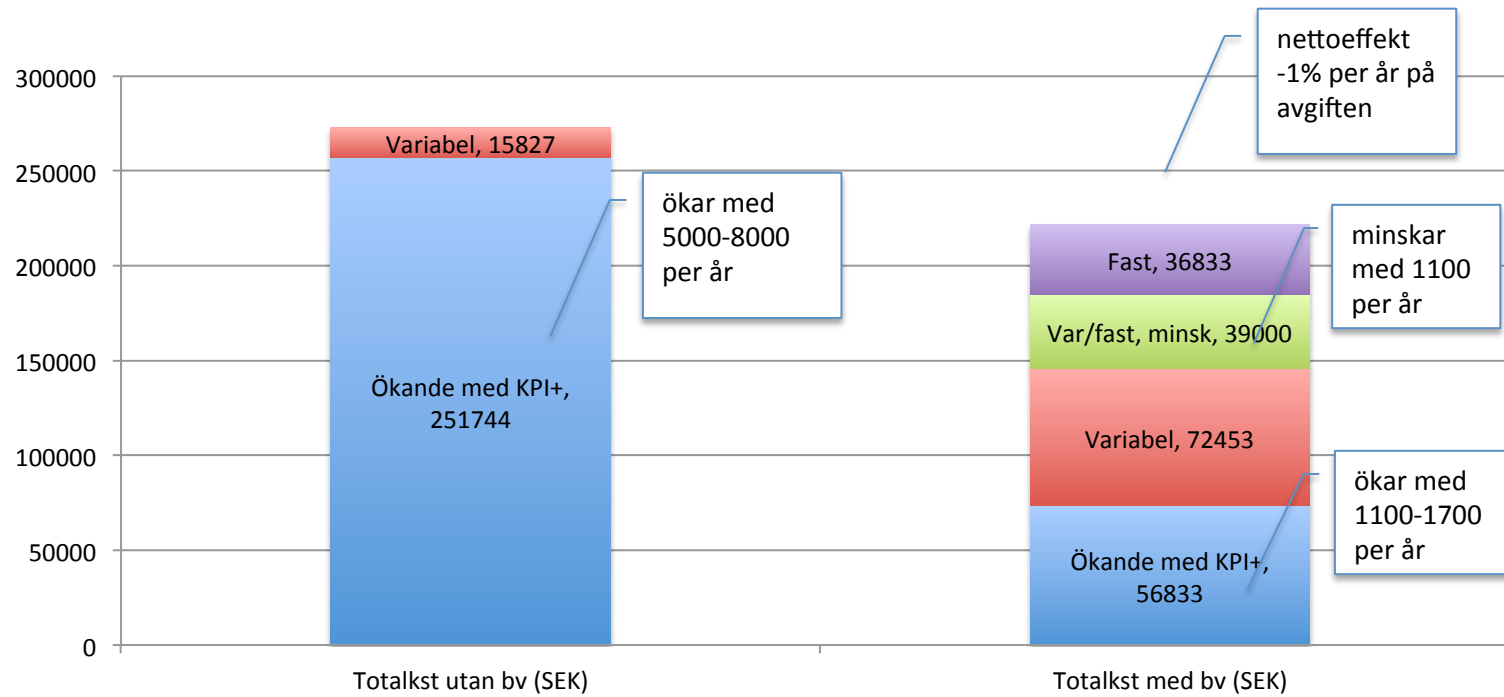 nettoeffekt
-1% per år på
avgiften
300000
250000
200000
150000
100000
50000
0
Variabel, 15827
Ökande med KPI+,
251744
ökar med
5000-8000
per år
Fast, 36833
Var/fast, minsk, 39000
Variabel, 72453
Ökande med KPI+,
56833
minskar
med 1100
per år
ökar med
1100-1700
per år
Totalkst utan bv (SEK)
Totalkst med bv (SEK)